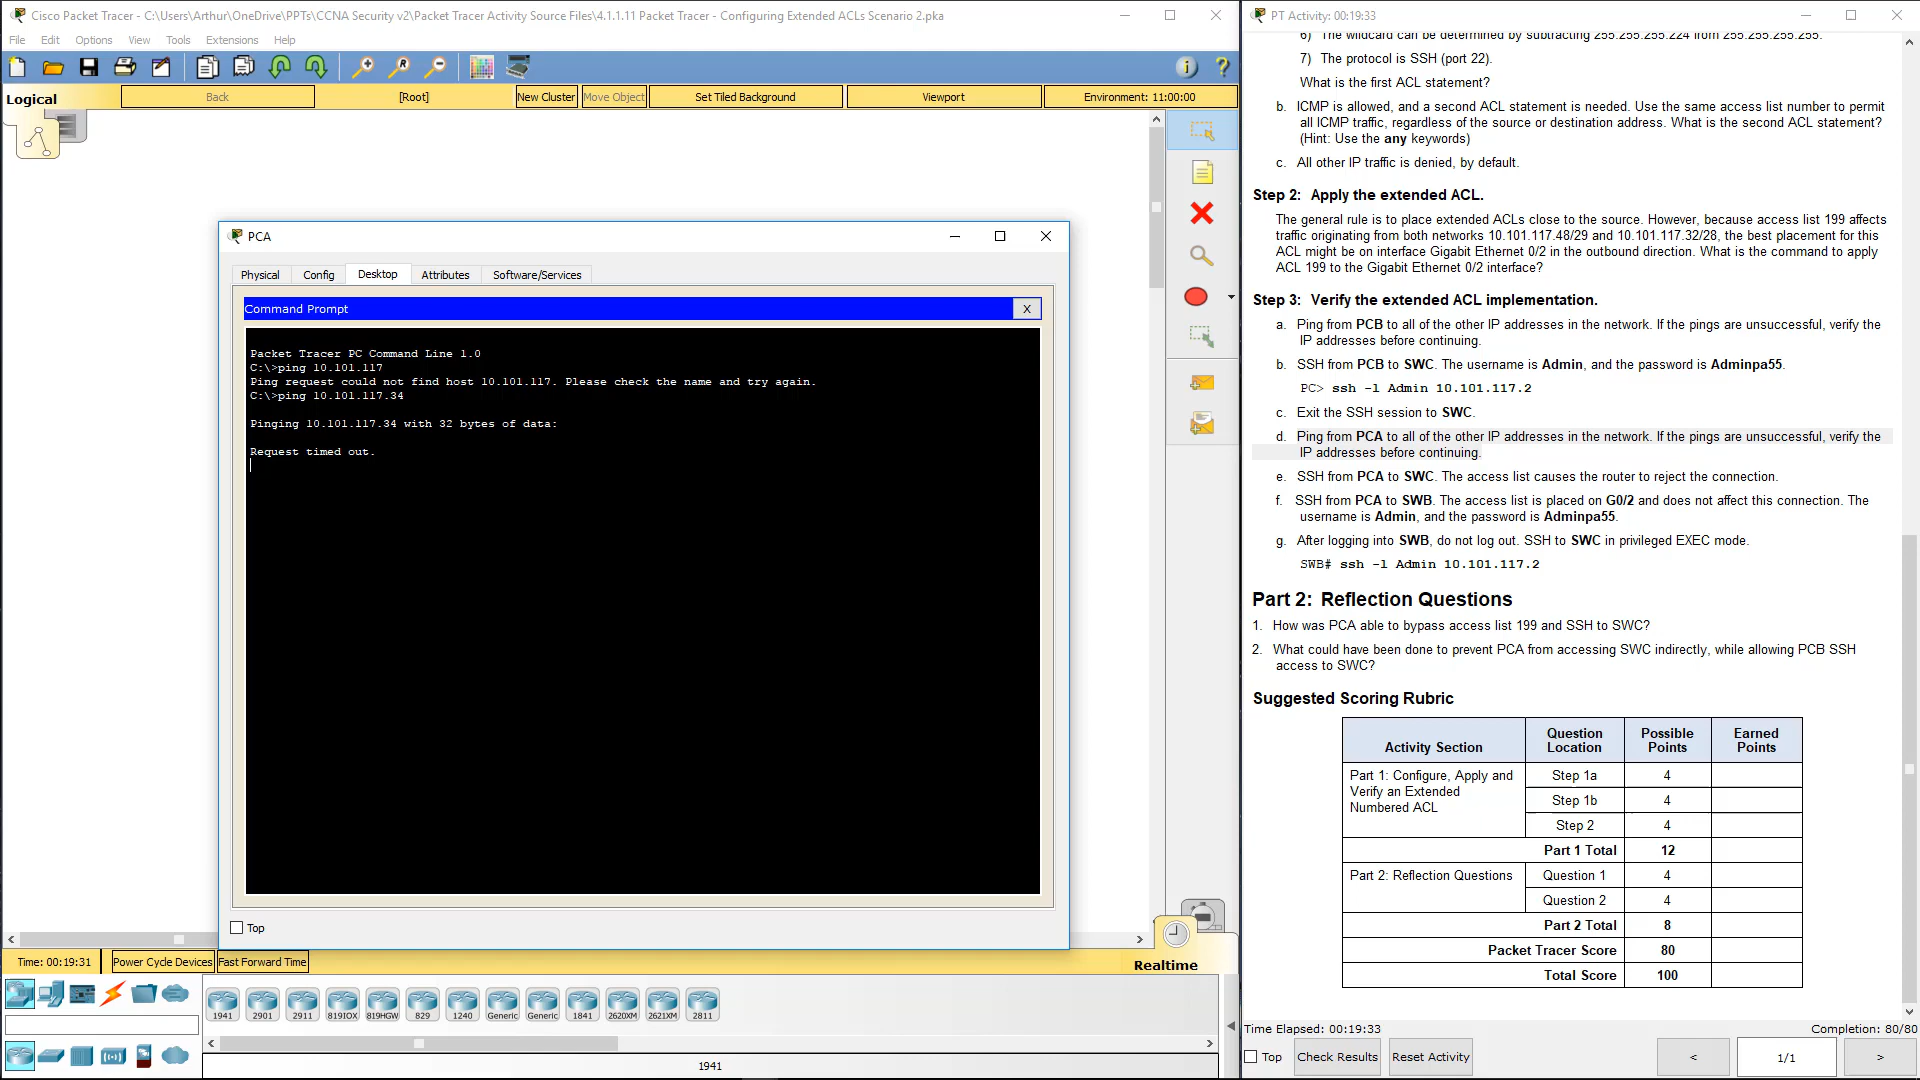 Cisco Packet Tracer - C:\Users\Arthur\OneDrive\PPTs\CCNA Security v2\Packet Tracer Activity Source Files\4.1.1.11 Packet Tracer - Configuring Extended ACLs Scenario 2.pka
File Edit Options View Tools Extensions Help
Logical
Back
[Root]
New Cluster
Move Object
Set Tiled Background
Viewport
Environment: 11:00:00
PCA
Physical Config Desktop Attributes Software/Services
Command Prompt
X
Packet Tracer PC Command Line 1.0
C:\>ping 10.101.117
Ping request could not find host 10.101.117. Please check the name and try again.
C:\>ping 10.101.117.34
Pinging 10.101.117.34 with 32 bytes of data:
Request timed out.
Top
Realtime
Time: 00:19:31
Power Cycle Devices
Fast Forward Time
1941 2901 2911 819IOX 819HGW 829 1240 Generic Generic 1841 2620XM 2621XM 2811
1941
PT Activity: 00:19:33
6) The wildcard can be determined by subtracting 255.255.255.224 from 255.255.255.255.
7) The protocol is SSH (port 22).
What is the first ACL statement?
b. ICMP is allowed, and a second ACL statement is needed. Use the same access list number to permit
all ICMP traffic, regardless of the source or destination address. What is the second ACL statement?
(Hint: Use the any keywords)
c. All other IP traffic is denied, by default.
Step 2: Apply the extended ACL.
The general rule is to place extended ACLs close to the source. However, because access list 199 affects
traffic originating from both networks 10.101.117.48/29 and 10.101.117.32/28, the best placement for this
ACL might be on interface Gigabit Ethernet 0/2 in the outbound direction. What is the command to apply
ACL 199 to the Gigabit Ethernet 0/2 interface?
Step 3: Verify the extended ACL implementation.
a. Ping from PCB to all of the other IP addresses in the network. If the pings are unsuccessful, verify the
IP addresses before continuing.
b. SSH from PCB to SWC. The username is Admin, and the password is Adminpa55.
PC> ssh -l Admin 10.101.117.2
c. Exit the SSH session to SWC.
d. Ping from PCA to all of the other IP addresses in the network. If the pings are unsuccessful, verify the
IP addresses before continuing.
e. SSH from PCA to SWC. The access list causes the router to reject the connection.
f. SSH from PCA to SWB. The access list is placed on G0/2 and does not affect this connection. The
username is Admin, and the password is Adminpa55.
g. After logging into SWB, do not log out. SSH to SWC in privileged EXEC mode.
SWB# ssh -l Admin 10.101.117.2
Part 2: Reflection Questions
1. How was PCA able to bypass access list 199 and SSH to SWC?
2. What could have been done to prevent PCA from accessing SWC indirectly, while allowing PCB SSH
access to SWC?
Suggested Scoring Rubric
Activity Section
Question Location
Possible Points
Earned Points
Part 1: Configure, Apply and
Verify an Extended
Numbered ACL
Step 1a 4
Step 1b 4
Step 2 4
Part 1 Total 12
Part 2: Reflection Questions
Question 1 4
Question 2 4
Part 2 Total 8
Packet Tracer Score 80
Total Score 100
Time Elapsed: 00:19:33
Completion: 80/80
Top
Check Results
Reset Activity
<
1/1
>